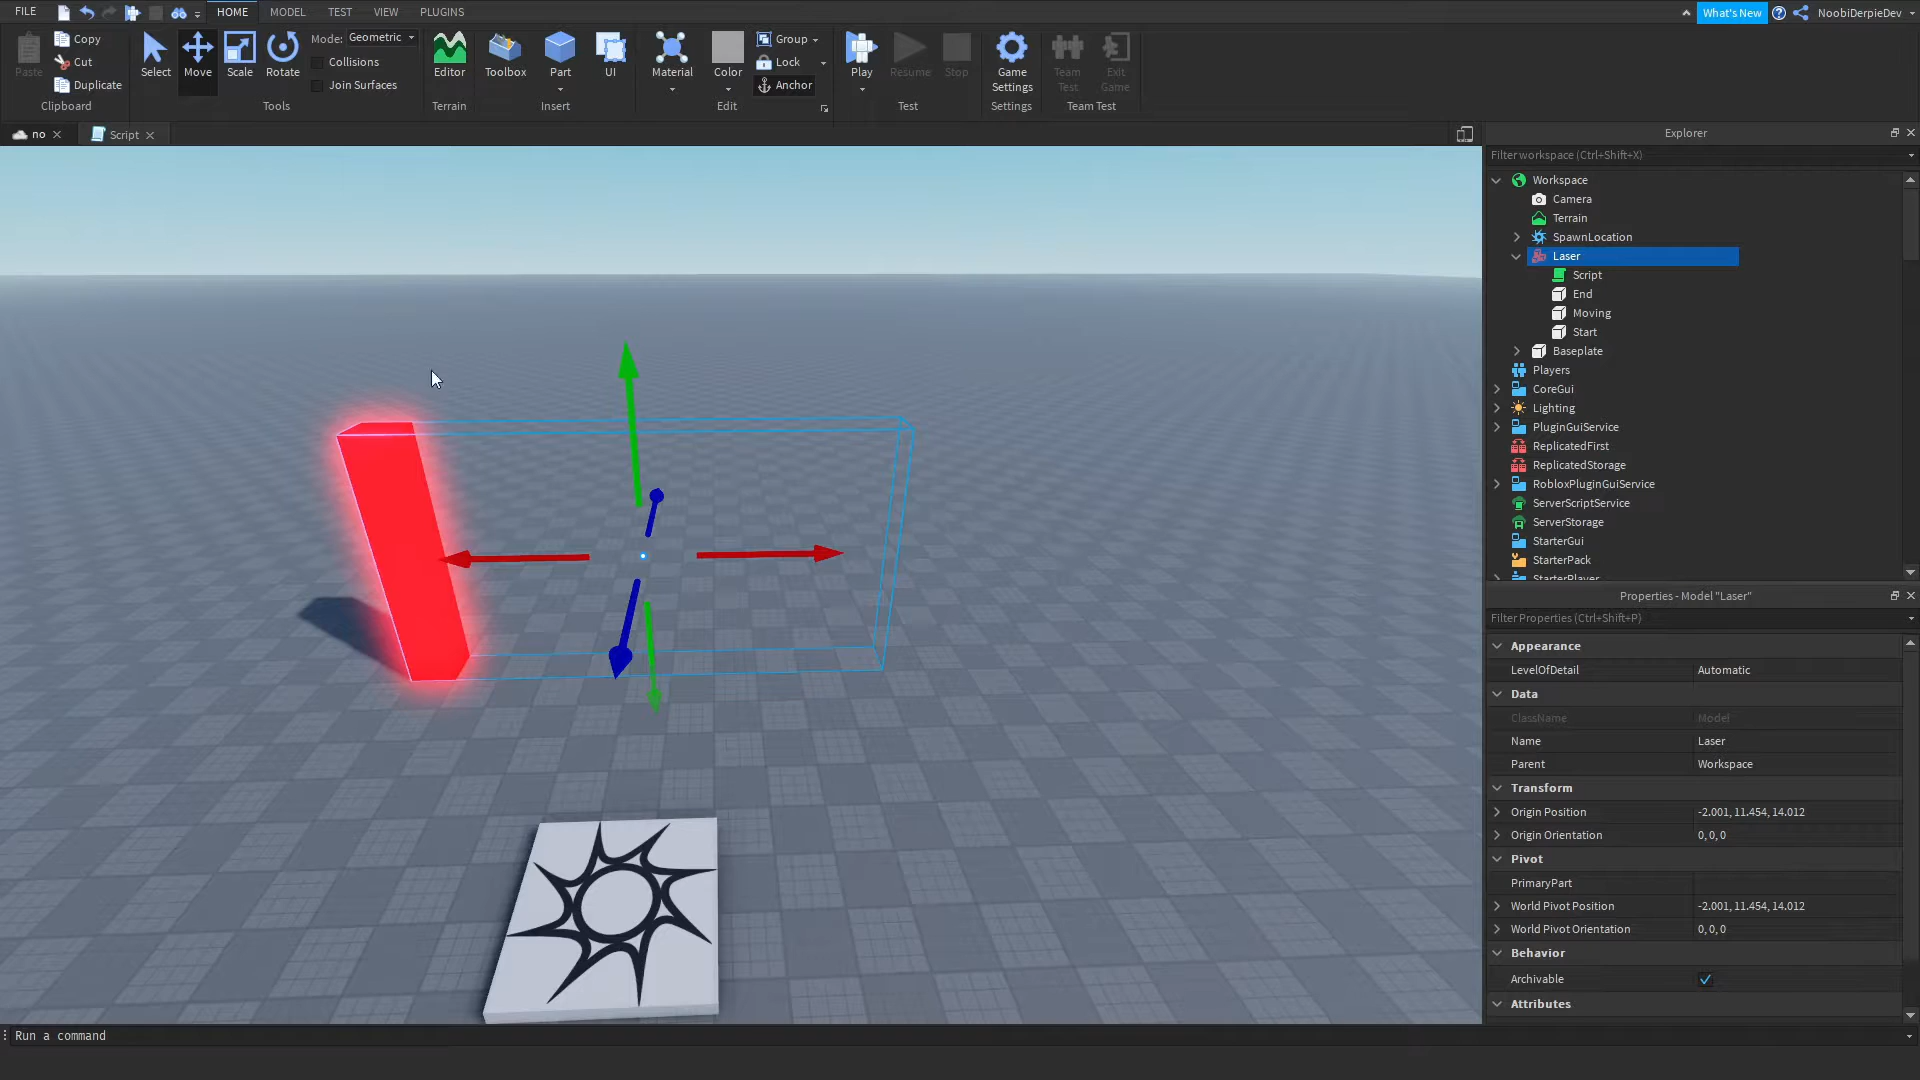 FILE HOME MODEL TEST VIEW PLUGINS What's New NoobiDerpieDev
Paste Copy Cut Duplicate
Clipboard
Select Move Scale Rotate Mode: Geometric Collisions Join Surfaces
Tools
Editor
Terrain
Toolbox Part UI
Insert
Material Color Group Lock Anchor
Edit
Play Resume Stop
Test
Game Settings
Settings
Team Test Exit Game
Team Test
no Script
Explorer
Filter workspace (Ctrl+Shift+X)
Workspace
Camera
Terrain
SpawnLocation
Laser
Script
End
Moving
Start
Baseplate
Players
CoreGui
Lighting
PluginGuiService
ReplicatedFirst
ReplicatedStorage
RobloxPluginGuiService
ServerScriptService
ServerStorage
StarterGui
StarterPack
StarterPlayer
Properties - Model "Laser"
Filter Properties (Ctrl+Shift+P)
Appearance
LevelOfDetail Automatic
Data
ClassName Model
Name Laser
Parent Workspace
Transform
Origin Position -2.001, 11.454, 14.012
Origin Orientation 0, 0, 0
Pivot
PrimaryPart
World Pivot Position -2.001, 11.454, 14.012
World Pivot Orientation 0, 0, 0
Behavior
Archivable
Attributes
Run a command